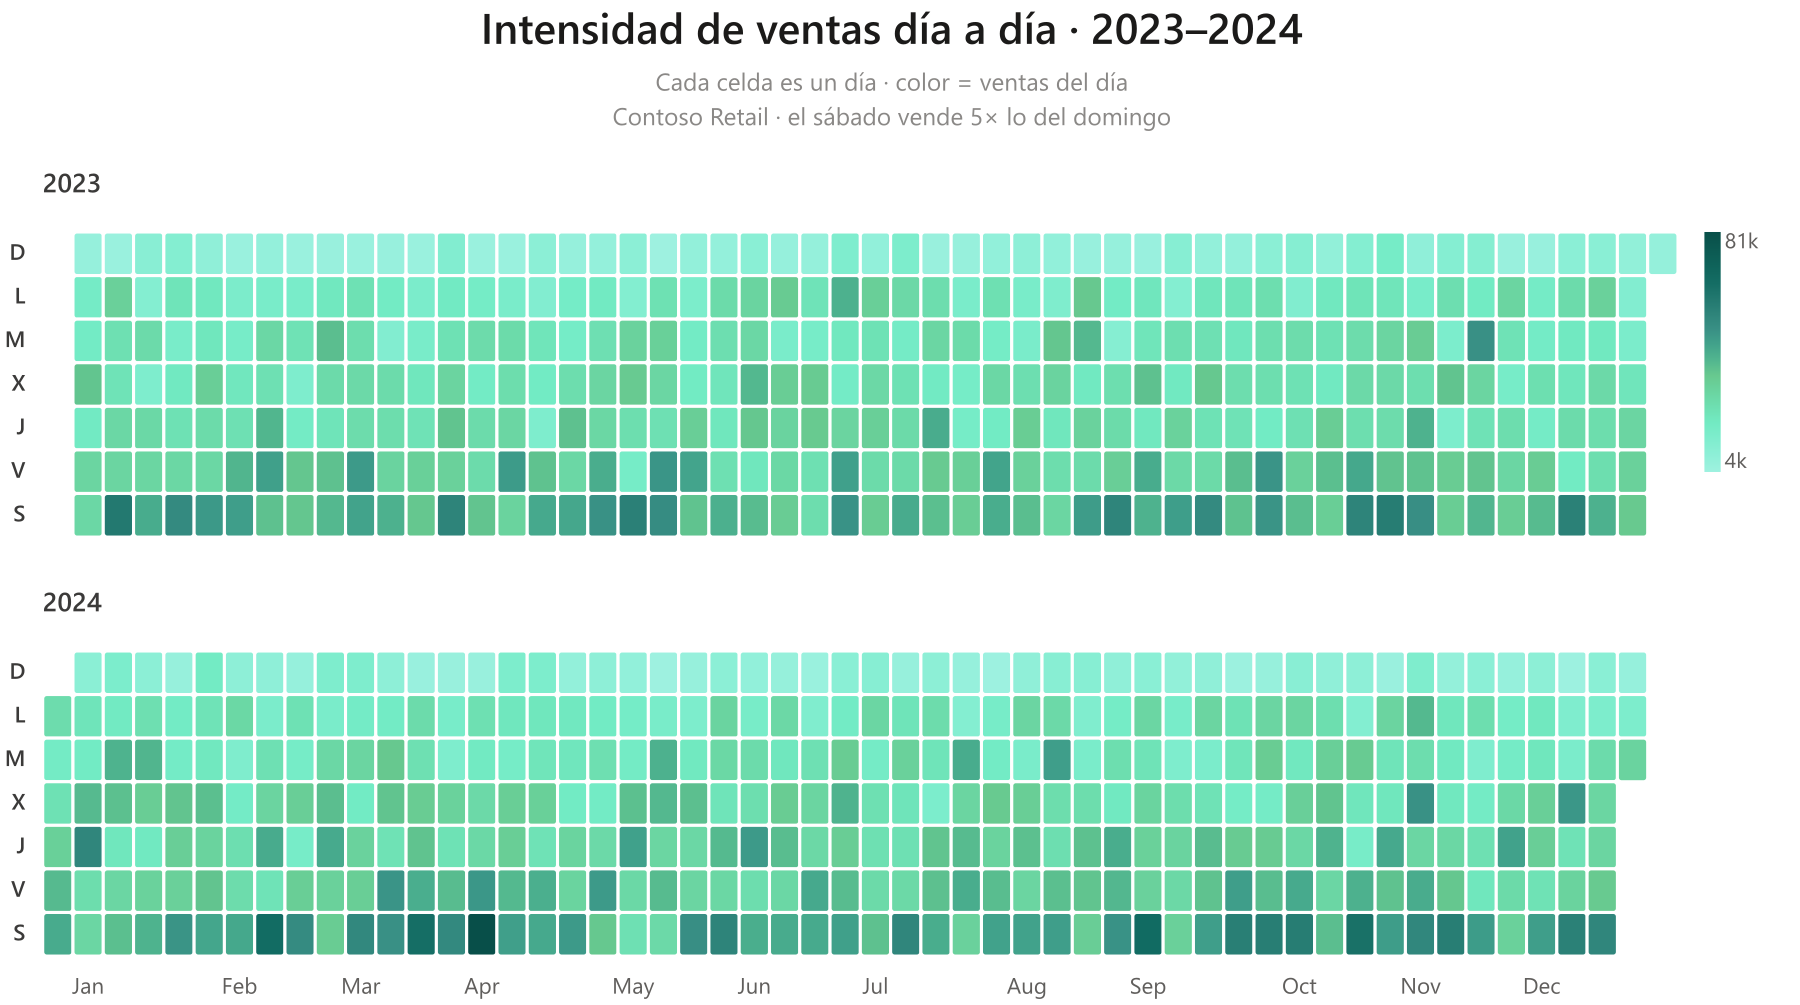 Intensidad de ventas día a día · 2023–2024
Cada celda es un día · color = ventas del día
Contoso Retail · el sábado vende 5× lo del domingo
2023
D
L
M
X
J
V
S
81k
4k
2024
D
L
M
X
J
V
S
Jan Feb Mar Apr May Jun Jul Aug Sep Oct Nov Dec